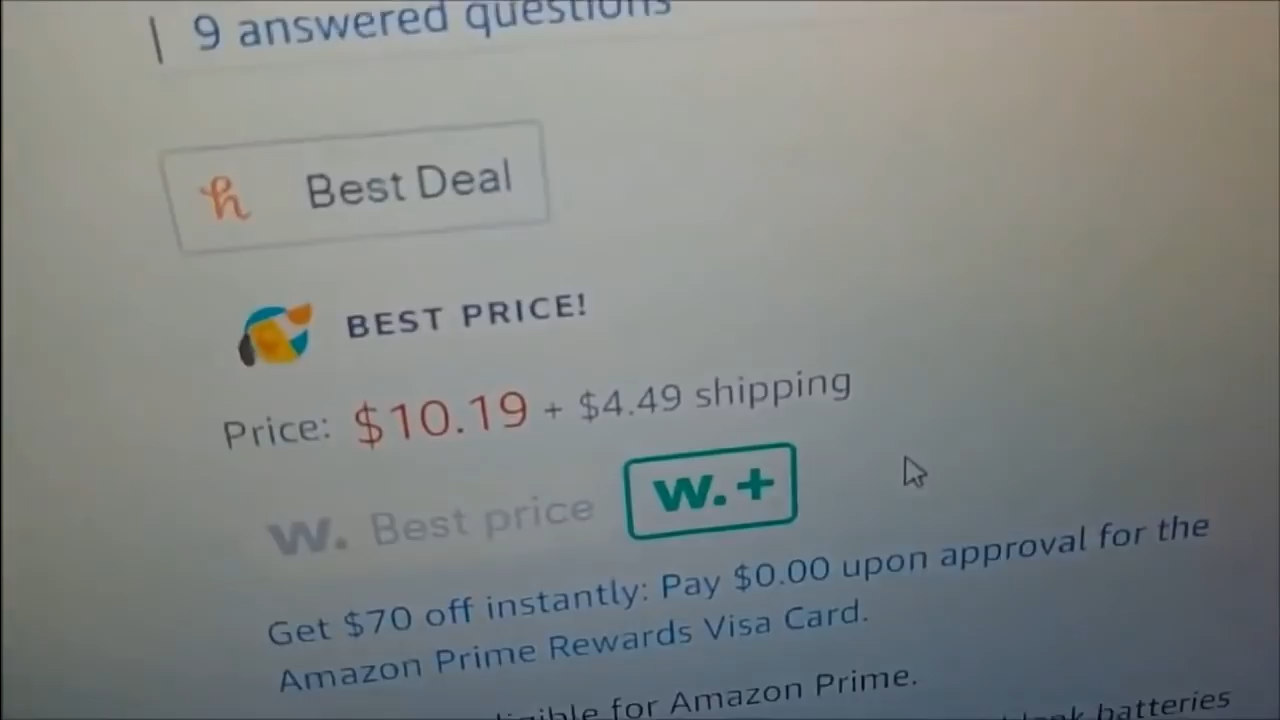 | 9 answered questions
h Best Deal
BEST PRICE!
Price: $10.19 + $4.49 shipping
w. Best price w.+
Get $70 off instantly: Pay $0.00 upon approval for the
Amazon Prime Rewards Visa Card.
for Amazon Prime.
batteries